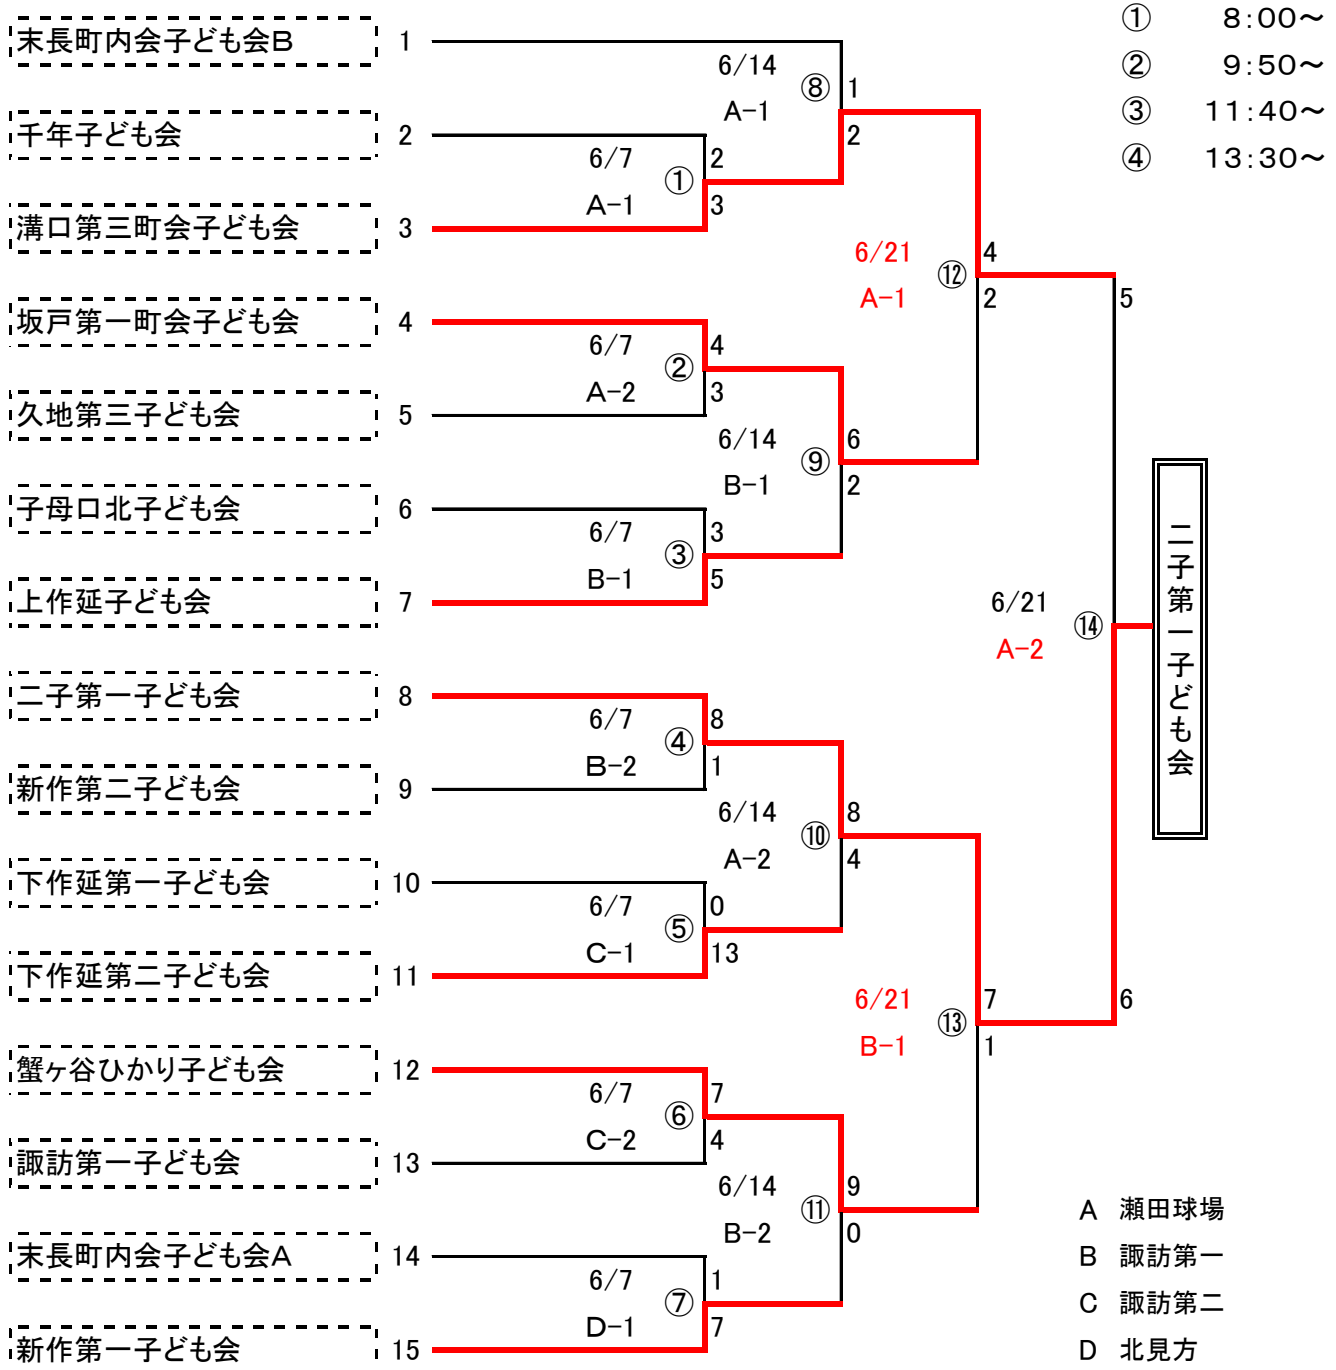 ① 8:00～
② 9:50～
③ 11:40～
④ 13:30～
末長町内会子ども会B 1
6/14 ⑧ 1
A-1 2
千年子ども会 2
6/7 ① 2
A-1 3
溝口第三町会子ども会 3
6/21 ⑫ 4
A-1 2
5
坂戸第一町会子ども会 4
6/7 ② 4
A-2 3
久地第三子ども会 5
6/14 ⑨ 6
B-1 2
子母口北子ども会 6
6/7 ③ 3
B-1 5
上作延子ども会 7
6/21 ⑭
A-2
二子第一子ども会
二子第一子ども会 8
6/7 ④ 8
B-2 1
新作第二子ども会 9
6/14 ⑩ 8
A-2 4
下作延第一子ども会 10
6/7 ⑤ 0
C-1 13
下作延第二子ども会 11
6/21 ⑬ 7
B-1 1
6
蟹ヶ谷ひかり子ども会 12
6/7 ⑥ 7
C-2 4
諏訪第一子ども会 13
6/14 ⑪ 9
B-2 0
末長町内会子ども会A 14
6/7 ⑦ 1
D-1 7
新作第一子ども会 15
A 瀬田球場
B 諏訪第一
C 諏訪第二
D 北見方